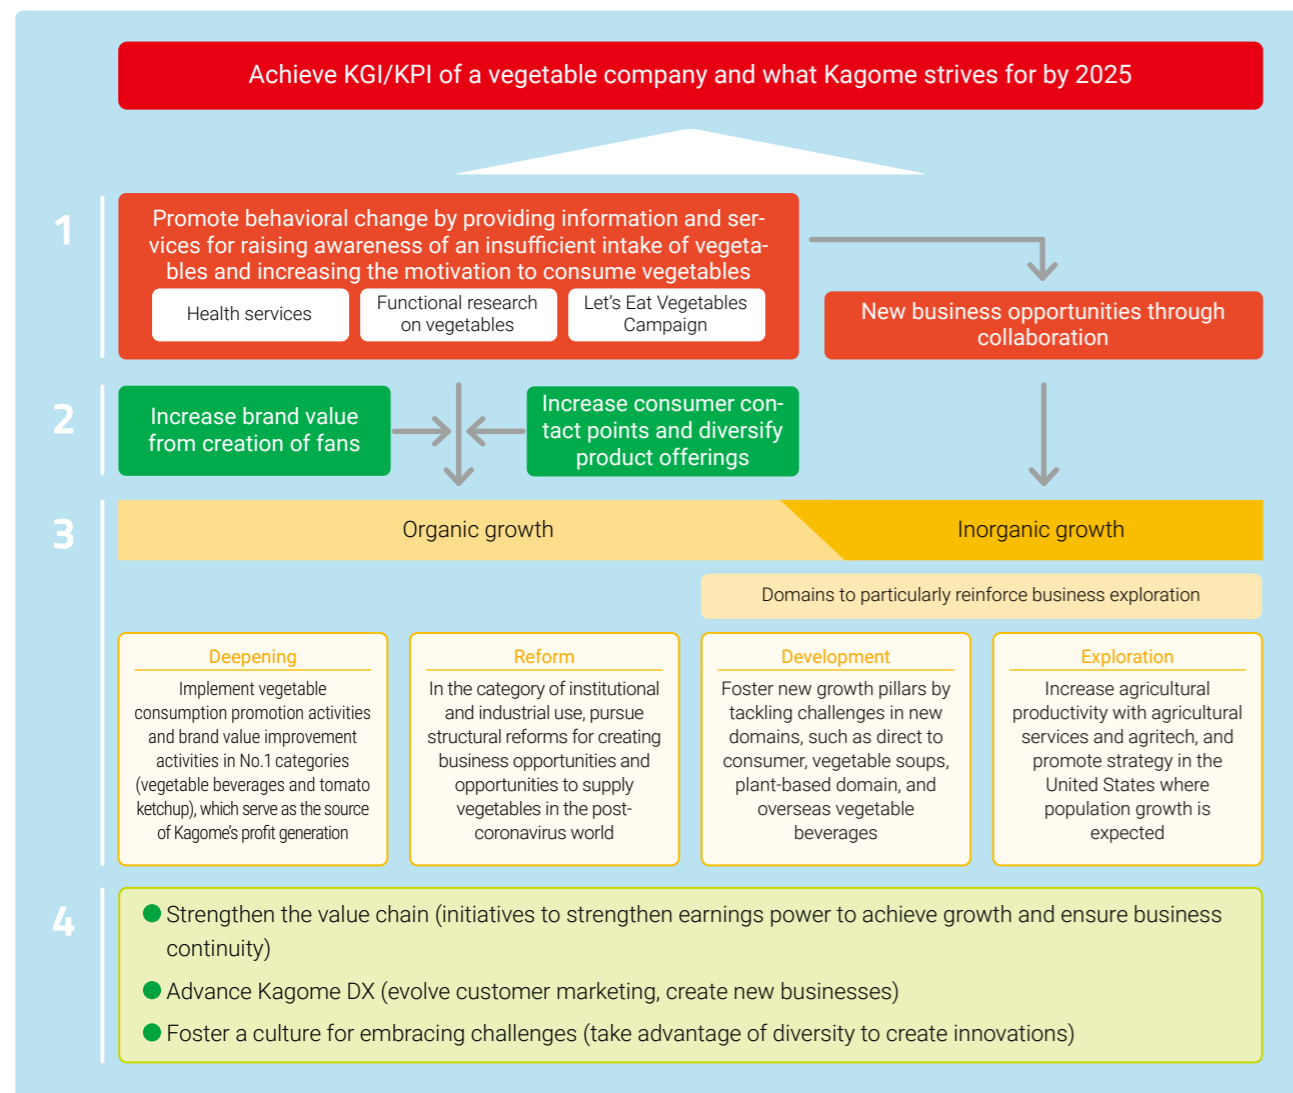 Achieve KGI/KPI of a vegetable company and what Kagome strives for by 2025
1
Promote behavioral change by providing information and ser-
vices for raising awareness of an insufficient intake of vegeta-
bles and increasing the motivation to consume vegetables
Health services
Functional research
on vegetables
Let's Eat Vegetables
Campaign
New business opportunities through
collaboration
2
Increase brand value
from creation of fans
Increase consumer con-
tact points and diversify
product offerings
3
Organic growth
Inorganic growth
Domains to particularly reinforce business exploration
Deepening
Implement vegetable
consumption promotion activities
and brand value improvement
activities in No.1 categories
(vegetable beverages and tomato
ketchup), which serve as the source
of Kagome's profit generation
Reform
In the category of institutional
and industrial use, pursue
structural reforms for creating
business opportunities and
opportunities to supply
vegetables in the post-
coronavirus world
Development
Foster new growth pillars by
tackling challenges in new
domains, such as direct to
consumer, vegetable soups,
plant-based domain, and
overseas vegetable
beverages
Exploration
Increase agricultural
productivity with agricultural
services and agritech, and
promote strategy in the
United States where
population growth is
expected
4
● Strengthen the value chain (initiatives to strengthen earnings power to achieve growth and ensure business
continuity)
● Advance Kagome DX (evolve customer marketing, create new businesses)
● Foster a culture for embracing challenges (take advantage of diversity to create innovations)